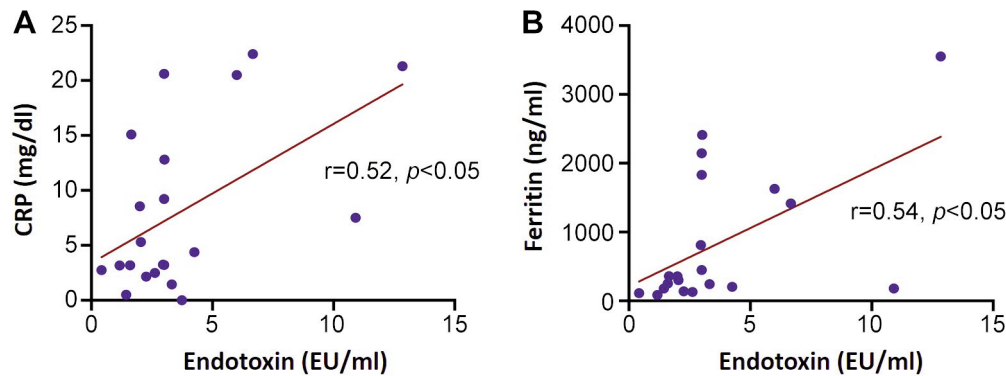 A
CRP (mg/dl)
25
20
15
10
5
0
r=0.52, p<0.05
0 5 10 15
Endotoxin (EU/ml)
B
Ferritin (ng/ml)
4000
3000
2000
1000
0
r=0.54, p<0.05
0 5 10 15
Endotoxin (EU/ml)